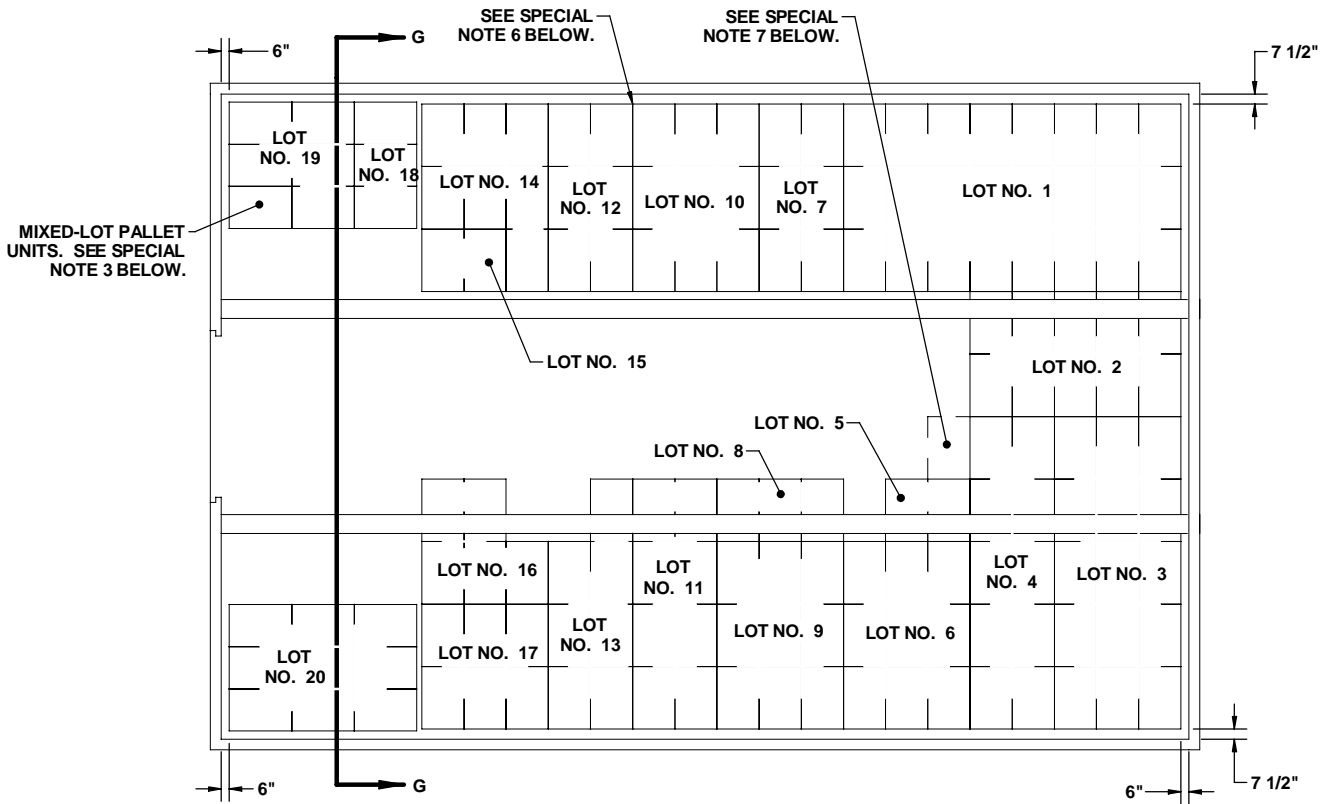 SEE SPECIAL
NOTE 6 BELOW.
SEE SPECIAL
NOTE 7 BELOW.
G
6"
7 1/2"
LOT
NO. 19
LOT
NO. 18
LOT NO. 14
LOT
NO. 12
LOT NO. 10
LOT
NO. 7
LOT NO. 1
MIXED-LOT PALLET
UNITS. SEE SPECIAL
NOTE 3 BELOW.
LOT NO. 15
LOT NO. 2
LOT NO. 5
LOT NO. 8
LOT NO. 16
LOT
NO. 11
LOT
NO. 4
LOT NO. 3
LOT
NO. 13
LOT NO. 9
LOT NO. 6
LOT NO. 17
LOT
NO. 20
6"
G
6"
7 1/2"